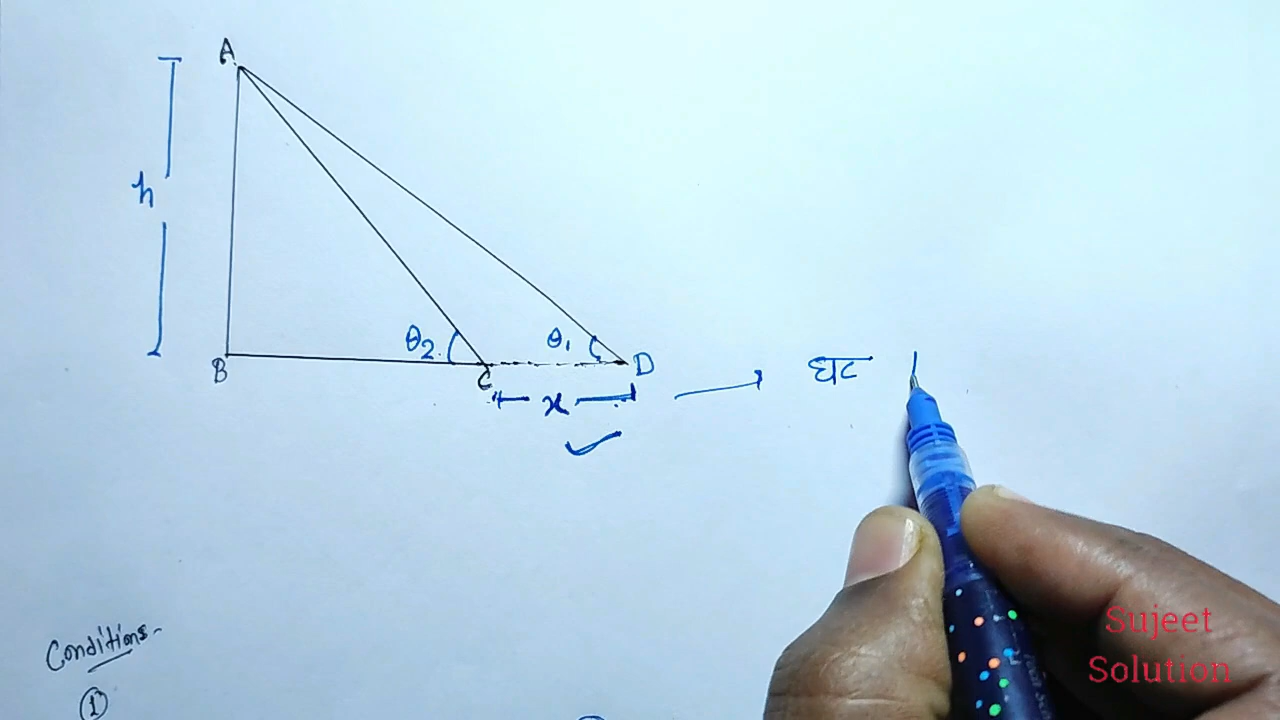 A
h
θ₂
θ₁
B
C
D
x
घट
Conditions-
①
Sujeet
Solution